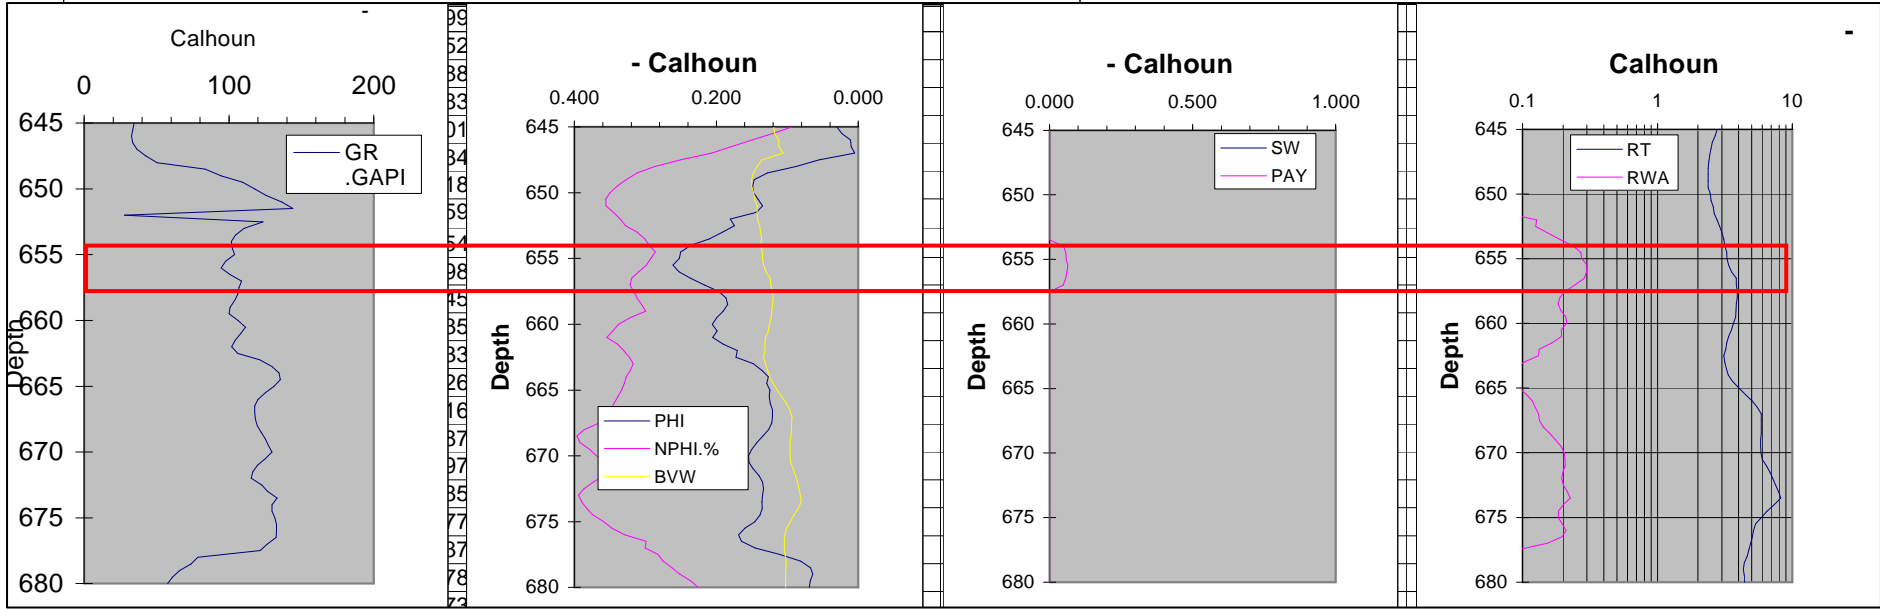 -
Calhoun
0 100 200
645
650
655
660
665
670
675
680
Depth
GR
.GAPI
- Calhoun
0.400 0.200 0.000
645
650
655
660
665
670
675
680
Depth
PHI
NPHI.%
BVW
- Calhoun
0.000 0.500 1.000
645
650
655
660
665
670
675
680
Depth
SW
PAY
-
Calhoun
0.1 1 10
645
650
655
660
665
670
675
680
Depth
RT
RWA